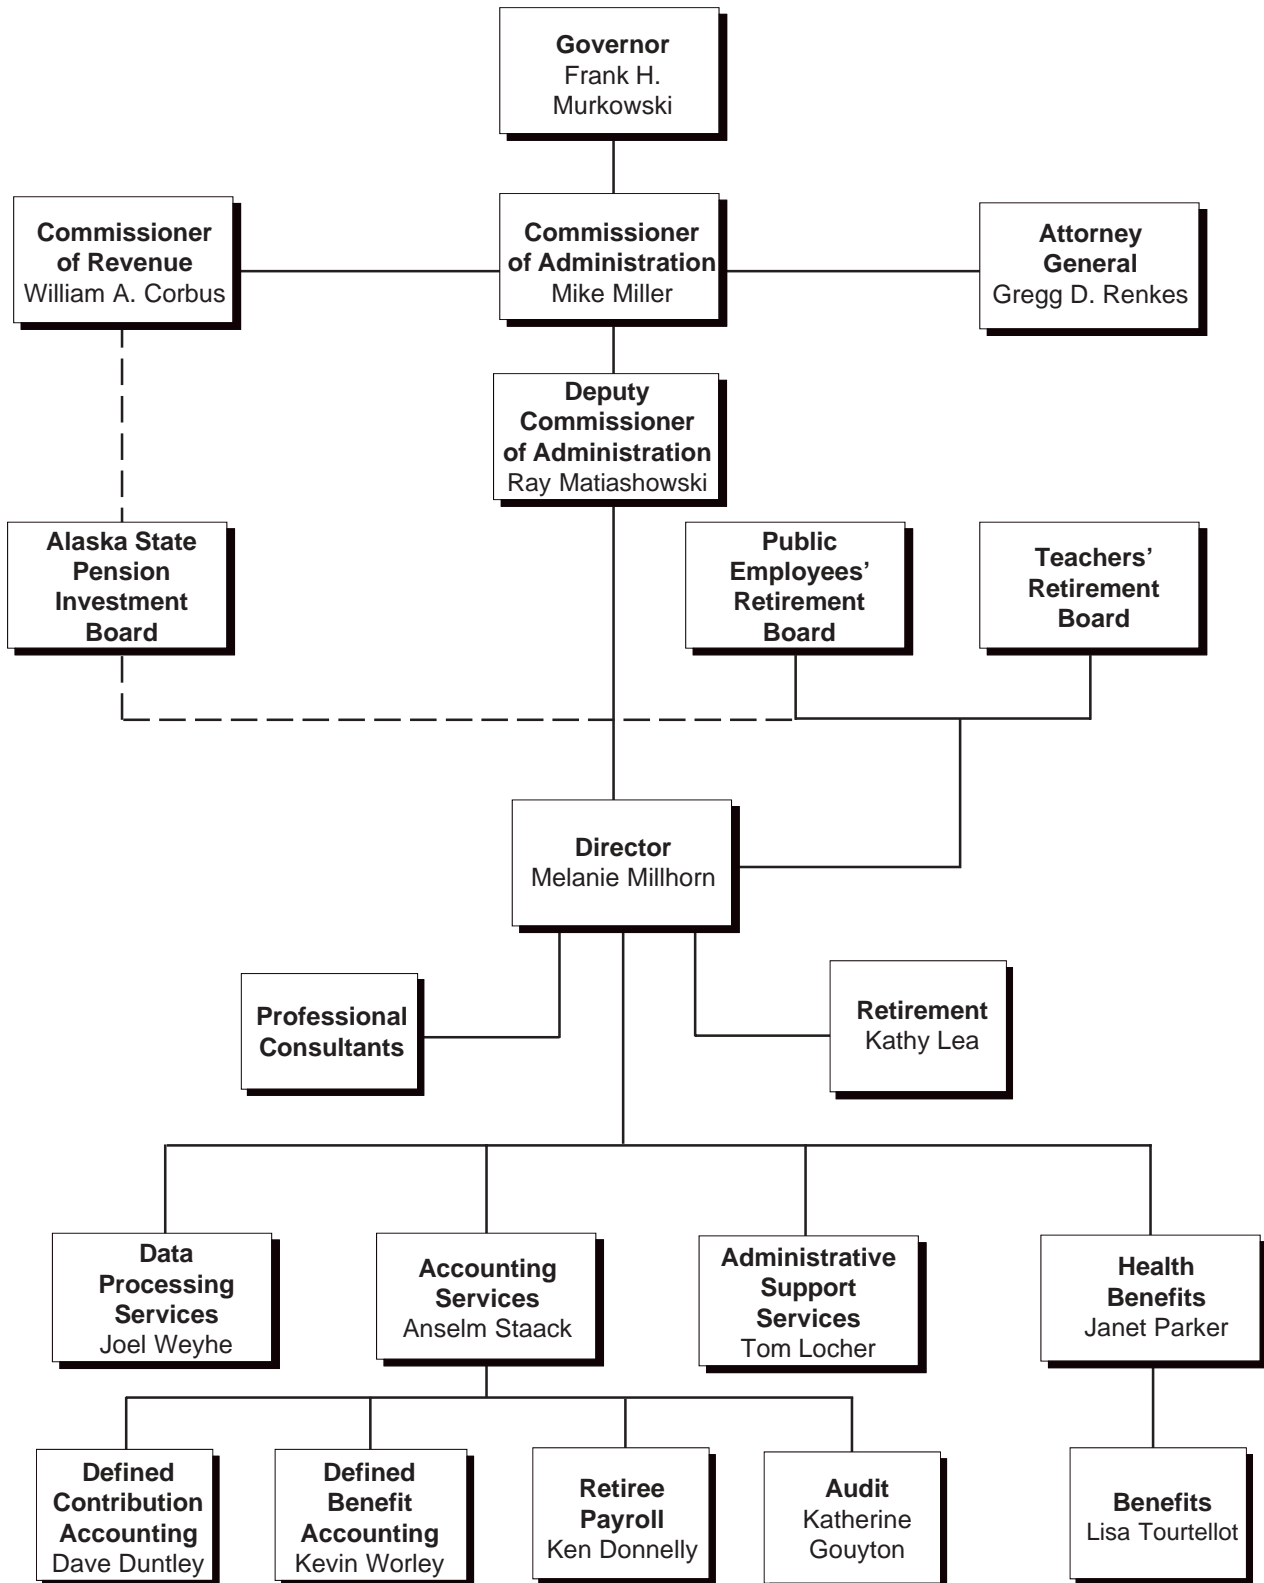 Governor
Frank H.
Murkowski
Commissioner
of Revenue
William A. Corbus
Commissioner
of Administration
Mike Miller
Attorney
General
Gregg D. Renkes
Deputy
Commissioner
of Administration
Ray Matiashowski
Alaska State
Pension
Investment
Board
Public
Employees’
Retirement
Board
Teachers’
Retirement
Board
Director
Melanie Millhorn
Professional
Consultants
Retirement
Kathy Lea
Data
Processing
Services
Joel Weyhe
Accounting
Services
Anselm Staack
Administrative
Support
Services
Tom Locher
Health
Benefits
Janet Parker
Defined
Contribution
Accounting
Dave Duntley
Defined
Benefit
Accounting
Kevin Worley
Retiree
Payroll
Ken Donnelly
Audit
Katherine
Gouyton
Benefits
Lisa Tourtellot